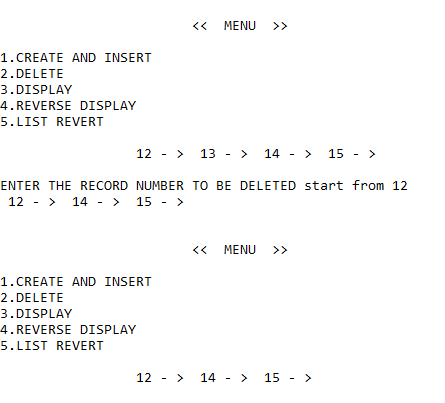 <<  MENU  >>
1.CREATE AND INSERT
2.DELETE
3.DISPLAY
4.REVERSE DISPLAY
5.LIST REVERT
12 - >  13 - >  14 - >  15 - >
ENTER THE RECORD NUMBER TO BE DELETED start from 12
12 - >  14 - >  15 - >
<<  MENU  >>
1.CREATE AND INSERT
2.DELETE
3.DISPLAY
4.REVERSE DISPLAY
5.LIST REVERT
12 - >  14 - >  15 - >